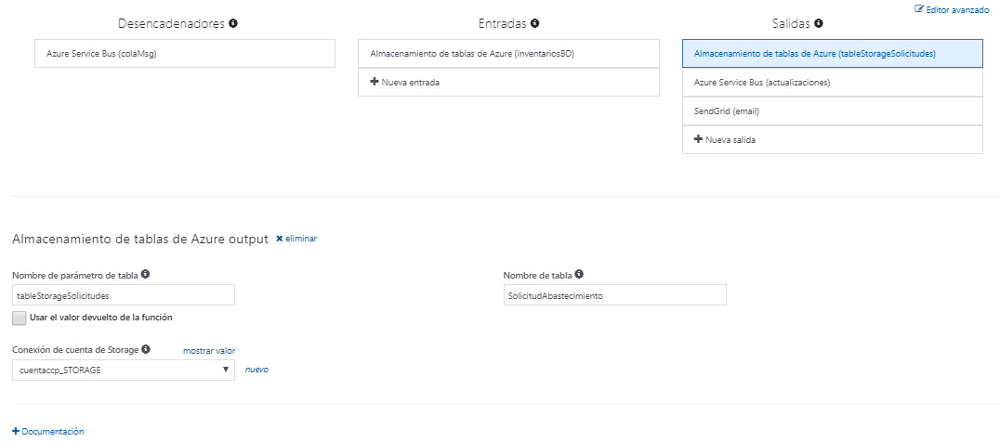 Editor avanzado
Desencadenadores
Entradas
Salidas
Azure Service Bus (colaMsg)
Almacenamiento de tablas de Azure (inventariosBD)
Almacenamiento de tablas de Azure (tableStorageSolicitudes)
Nueva entrada
Azure Service Bus (actualizaciones)
SendGrid (email)
Nueva salida
Almacenamiento de tablas de Azure output
eliminar
Nombre de parámetro de tabla
Nombre de tabla
tableStorageSolicitudes
SolicitudAbastecimiento
Usar el valor devuelto de la función
Conexión de cuenta de Storage
mostrar valor
cuentaccp_STORAGE
nuevo
Documentación